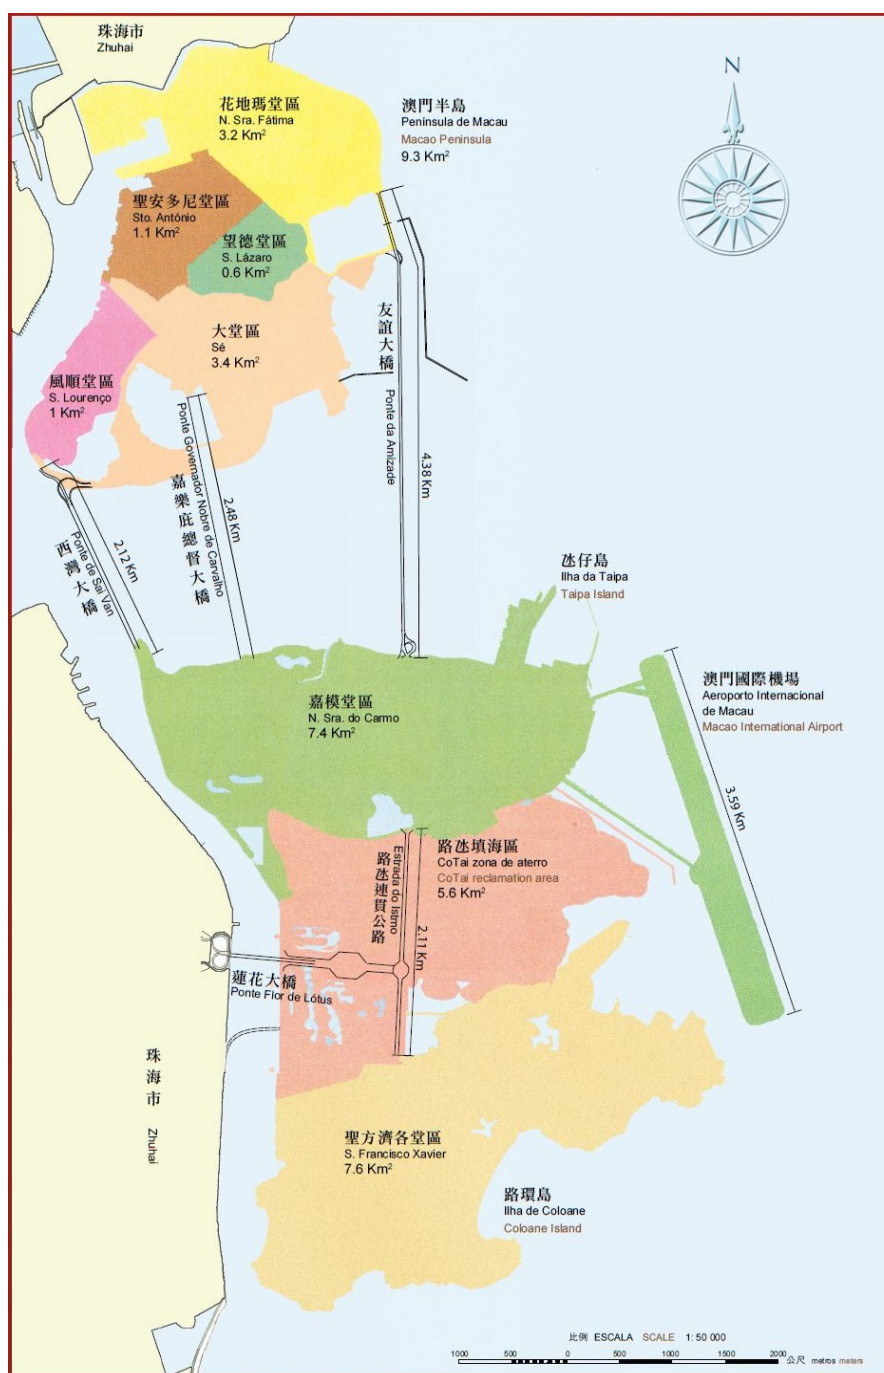 珠海市
Zhuhai
花地瑪堂區
N. Sra. Fátima
3.2 Km²
澳門半島
Península de Macau
Macao Peninsula
9.3 Km²
N
聖安多尼堂區
Sto. António
1.1 Km²
望德堂區
S. Lázaro
0.6 Km²
大堂區
Sé
3.4 Km²
風順堂區
S. Lourenço
1 Km²
友誼大橋
Ponte da Amizade
4.38 Km
Ponte Governador Nobre de Carvalho
嘉樂庇總督大橋
2.48 Km
2.12 Km
Ponte de Sai Van
西灣大橋
氹仔島
Ilha da Taipa
Taipa Island
嘉模堂區
N. Sra. do Carmo
7.4 Km²
澳門國際機場
Aeroporto Internacional
de Macau
Macao International Airport
3.59 Km
路氹填海區
CoTai zona de aterro
CoTai reclamation area
5.6 Km²
Estrada do Istmo
路氹連貫公路
2.11 Km
蓮花大橋
Ponte Flor de Lótus
珠海市
Zhuhai
聖方濟各堂區
S. Francisco Xavier
7.6 Km²
路環島
Ilha de Coloane
Coloane Island
比例 ESCALA SCALE 1: 50 000
1000 500 0 500 1000 1500 2000 公尺 metros meters